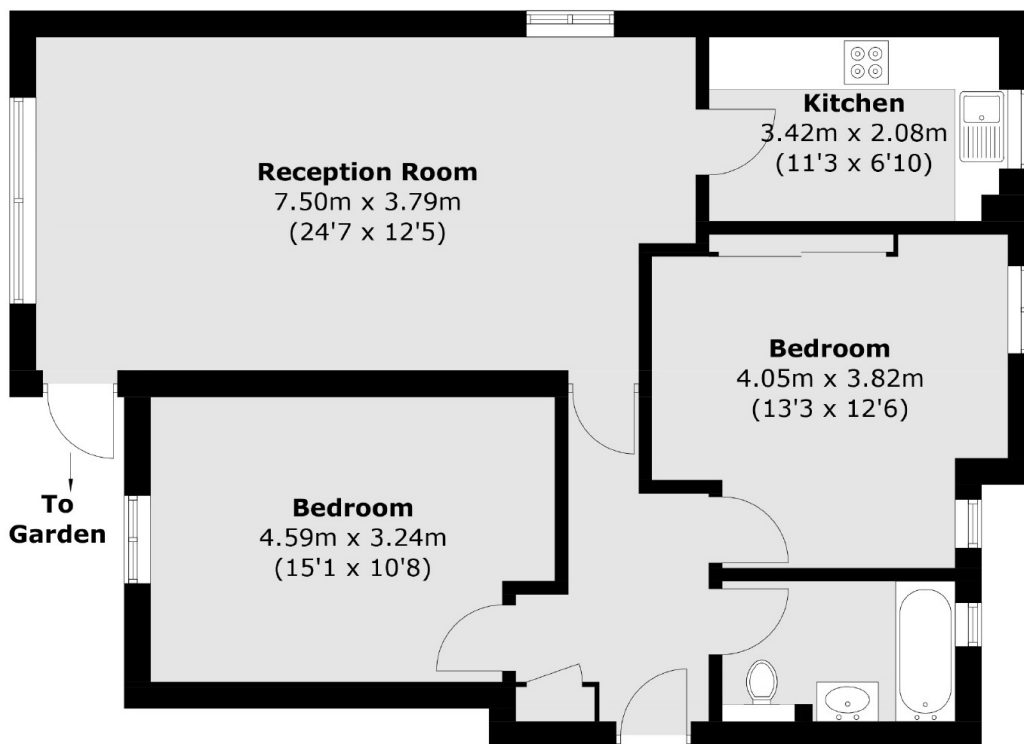 Reception Room
7.50m x 3.79m
(24'7 x 12'5)
Kitchen
3.42m x 2.08m
(11'3 x 6'10)
Bedroom
4.05m x 3.82m
(13'3 x 12'6)
To
Garden
Bedroom
4.59m x 3.24m
(15'1 x 10'8)